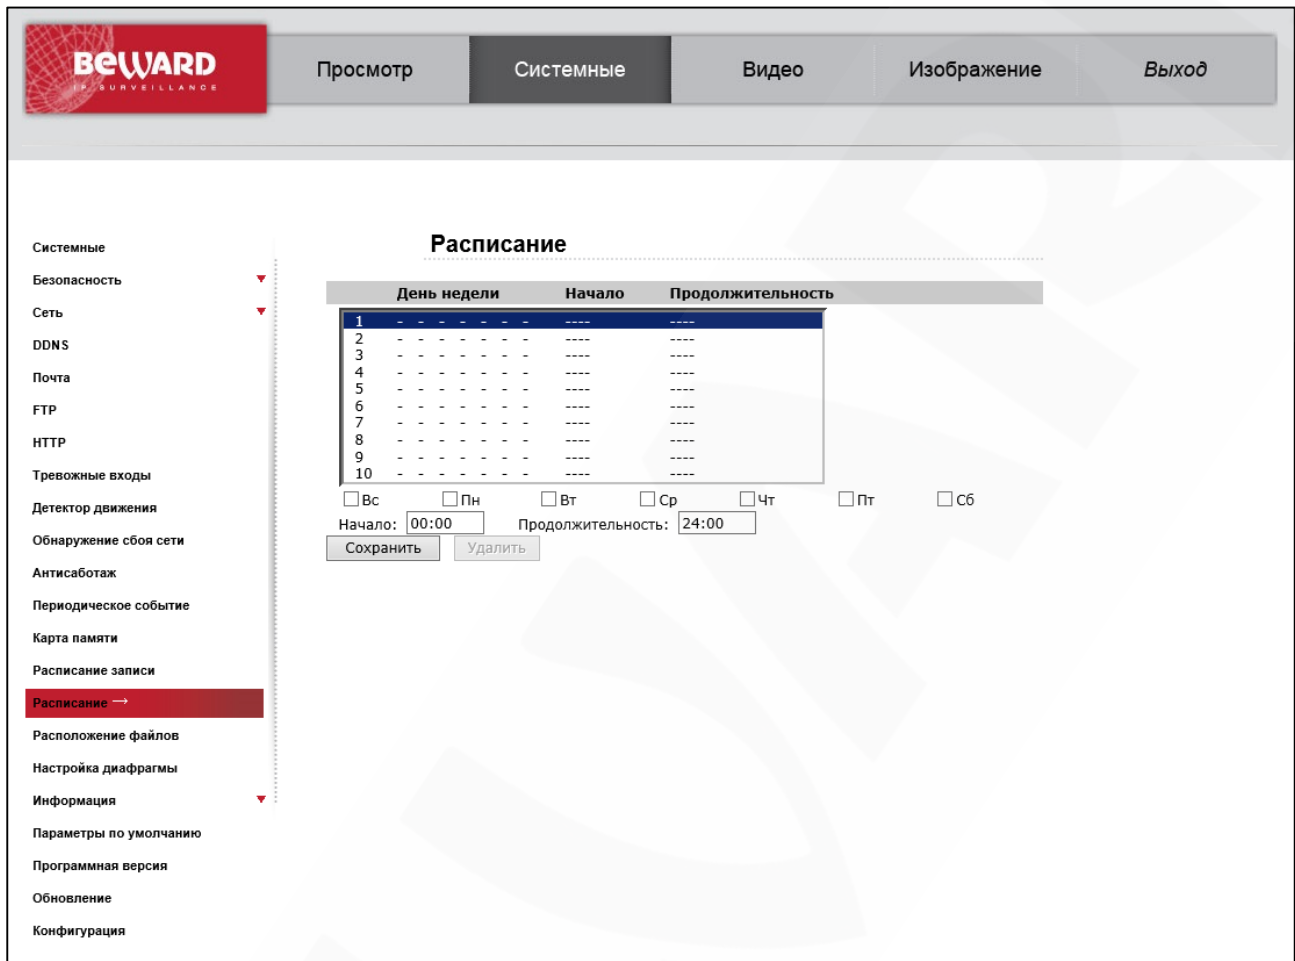 BEWARD
IP SURVEILLANCE
Просмотр Системные Видео Изображение Выход
Расписание
Системные
Безопасность
Сеть
DDNS
Почта
FTP
HTTP
Тревожные входы
Детектор движения
Обнаружение сбоя сети
Антисаботаж
Периодическое событие
Карта памяти
Расписание записи
Расписание →
Расположение файлов
Настройка диафрагмы
Информация
Параметры по умолчанию
Программная версия
Обновление
Конфигурация
День недели Начало Продолжительность
1 - - - - - - - ---- ----
2 - - - - - - - ---- ----
3 - - - - - - - ---- ----
4 - - - - - - - ---- ----
5 - - - - - - - ---- ----
6 - - - - - - - ---- ----
7 - - - - - - - ---- ----
8 - - - - - - - ---- ----
9 - - - - - - - ---- ----
10 - - - - - - - ---- ----
Вс Пн Вт Ср Чт Пт Сб
Начало: 00:00 Продолжительность: 24:00
Сохранить Удалить